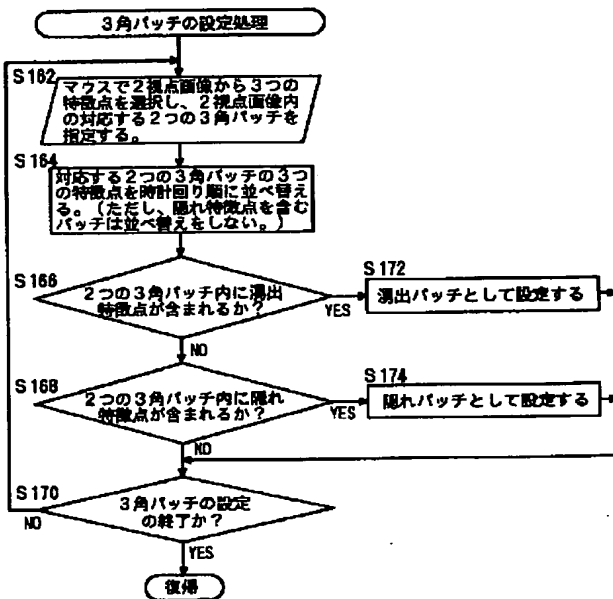 3角パッチの設定処理
S162
マウスで2視点画像から3つの
特徴点を選択し、2視点画像内
の対応する2つの3角パッチを
指定する。
S164
対応する2つの3角パッチの3つ
の特徴点を時計回り順に並べ替え
る。(ただし、隠れ特徴点を含む
パッチは並べ替えをしない。)
S166
2つの3角パッチ内に湧出
特徴点が含まれるか?
YES
S172
湧出パッチとして設定する
NO
S168
2つの3角パッチ内に隠れ
特徴点が含まれるか?
YES
S174
隠れパッチとして設定する
NO
S170
3角パッチの設定
の終了か?
NO
YES
復帰